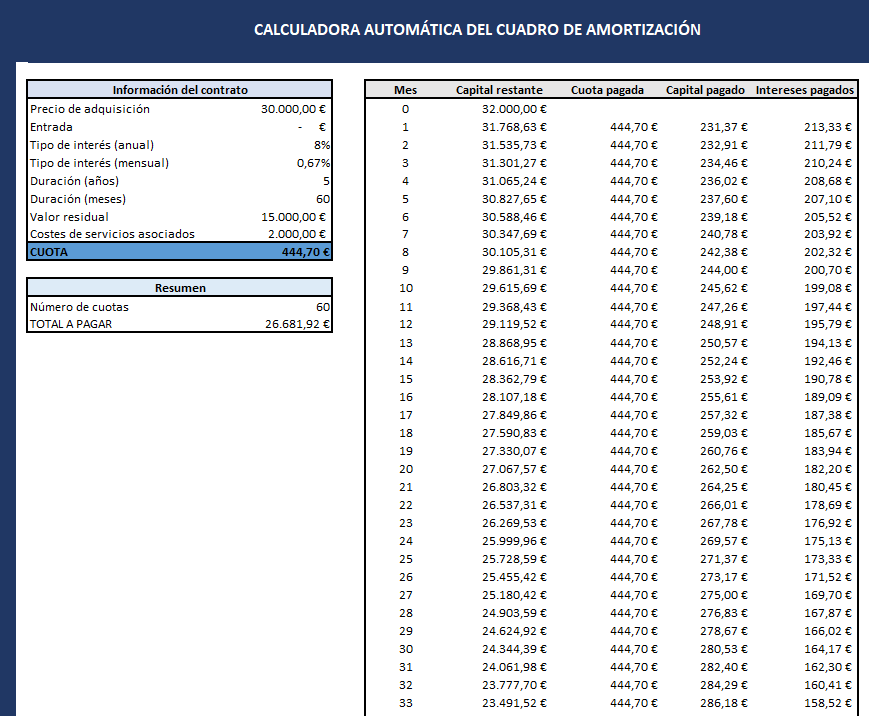 CALCULADORA AUTOMÁTICA DEL CUADRO DE AMORTIZACIÓN
Información del contrato
Precio de adquisición 30.000,00 €
Entrada - €
Tipo de interés (anual) 8%
Tipo de interés (mensual) 0,67%
Duración (años) 5
Duración (meses) 60
Valor residual 15.000,00 €
Costes de servicios asociados 2.000,00 €
CUOTA 444,70 €
Resumen
Número de cuotas 60
TOTAL A PAGAR 26.681,92 €
Mes Capital restante Cuota pagada Capital pagado Intereses pagados
0 32.000,00 €
1 31.768,63 € 444,70 € 231,37 € 213,33 €
2 31.535,73 € 444,70 € 232,91 € 211,79 €
3 31.301,27 € 444,70 € 234,46 € 210,24 €
4 31.065,24 € 444,70 € 236,02 € 208,68 €
5 30.827,65 € 444,70 € 237,60 € 207,10 €
6 30.588,46 € 444,70 € 239,18 € 205,52 €
7 30.347,69 € 444,70 € 240,78 € 203,92 €
8 30.105,31 € 444,70 € 242,38 € 202,32 €
9 29.861,31 € 444,70 € 244,00 € 200,70 €
10 29.615,69 € 444,70 € 245,62 € 199,08 €
11 29.368,43 € 444,70 € 247,26 € 197,44 €
12 29.119,52 € 444,70 € 248,91 € 195,79 €
13 28.868,95 € 444,70 € 250,57 € 194,13 €
14 28.616,71 € 444,70 € 252,24 € 192,46 €
15 28.362,79 € 444,70 € 253,92 € 190,78 €
16 28.107,18 € 444,70 € 255,61 € 189,09 €
17 27.849,86 € 444,70 € 257,32 € 187,38 €
18 27.590,83 € 444,70 € 259,03 € 185,67 €
19 27.330,07 € 444,70 € 260,76 € 183,94 €
20 27.067,57 € 444,70 € 262,50 € 182,20 €
21 26.803,32 € 444,70 € 264,25 € 180,45 €
22 26.537,31 € 444,70 € 266,01 € 178,69 €
23 26.269,53 € 444,70 € 267,78 € 176,92 €
24 25.999,96 € 444,70 € 269,57 € 175,13 €
25 25.728,59 € 444,70 € 271,37 € 173,33 €
26 25.455,42 € 444,70 € 273,17 € 171,52 €
27 25.180,42 € 444,70 € 275,00 € 169,70 €
28 24.903,59 € 444,70 € 276,83 € 167,87 €
29 24.624,92 € 444,70 € 278,67 € 166,02 €
30 24.344,39 € 444,70 € 280,53 € 164,17 €
31 24.061,98 € 444,70 € 282,40 € 162,30 €
32 23.777,70 € 444,70 € 284,29 € 160,41 €
33 23.491,52 € 444,70 € 286,18 € 158,52 €